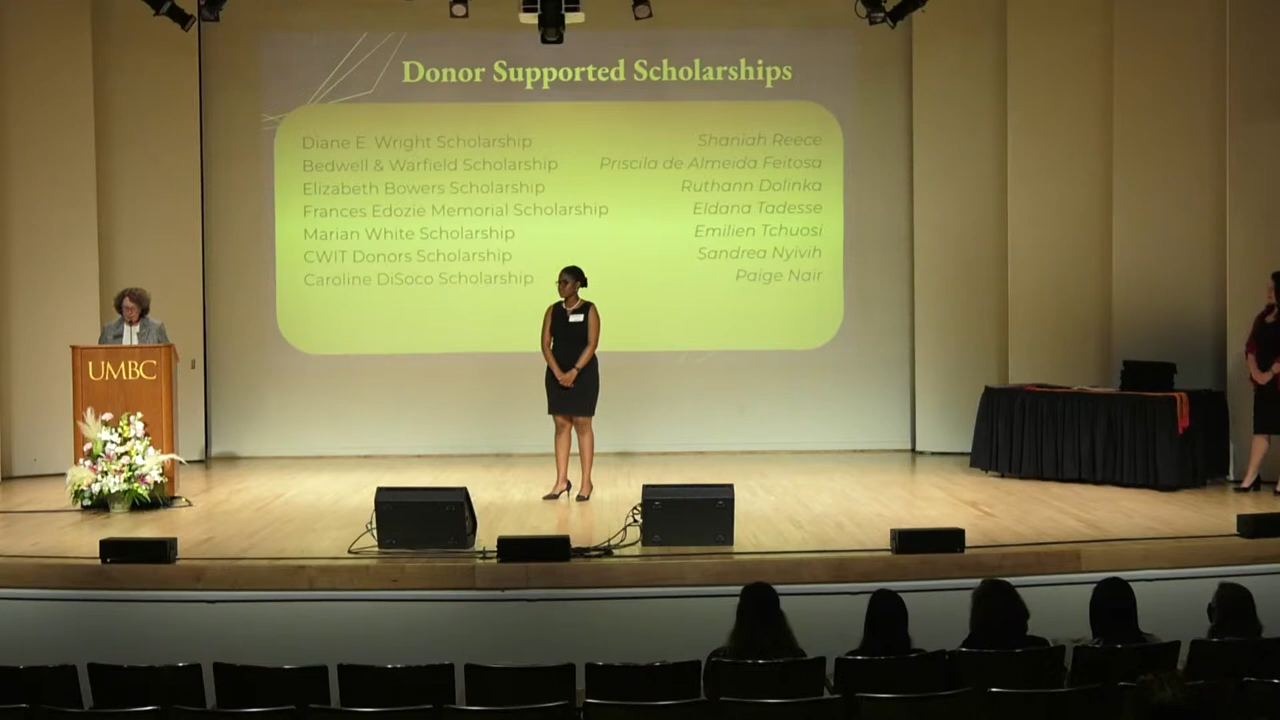 Donor Supported Scholarships
Diane E. Wright Scholarship Shaniah Reece
Bedwell & Warfield Scholarship Priscila de Almeida Feitosa
Elizabeth Bowers Scholarship Ruthann Dolinka
Frances Edozie Memorial Scholarship Eldana Tadesse
Marian White Scholarship Emilien Tchuosi
CWIT Donors Scholarship Sandrea Nyivih
Caroline DiSoco Scholarship Paige Nair
UMBC